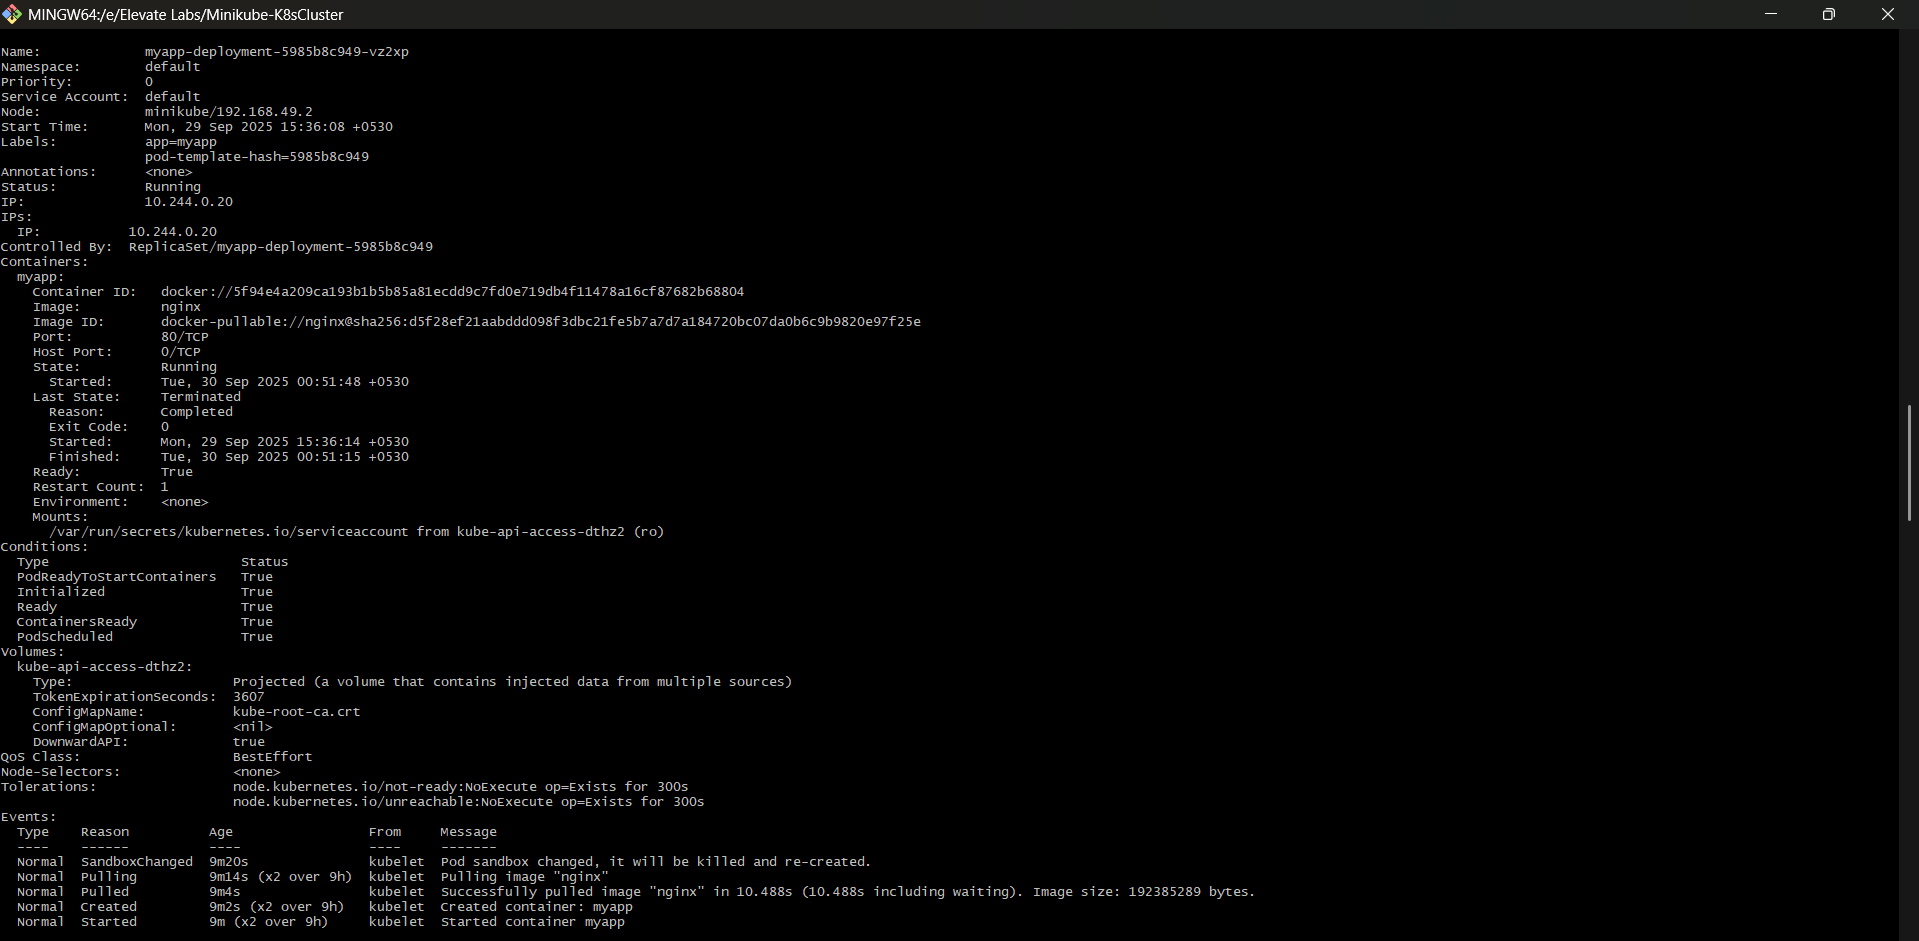 MINGW64:/e/Elevate Labs/Minikube-K8sCluster
Name:             myapp-deployment-5985b8c949-vz2xp
Namespace:        default
Priority:         0
Service Account:  default
Node:             minikube/192.168.49.2
Start Time:       Mon, 29 Sep 2025 15:36:08 +0530
Labels:           app=myapp
                  pod-template-hash=5985b8c949
Annotations:      <none>
Status:           Running
IP:               10.244.0.20
IPs:
  IP:           10.244.0.20
Controlled By:  ReplicaSet/myapp-deployment-5985b8c949
Containers:
  myapp:
    Container ID:   docker://5f94e4a209ca193b1b5b85a81ecdd9c7fd0e719db4f11478a16cf87682b68804
    Image:          nginx
    Image ID:       docker-pullable://nginx@sha256:d5f28ef21aabddd098f3dbc21fe5b7a7d7a184720bc07da0b6c9b9820e97f25e
    Port:           80/TCP
    Host Port:      0/TCP
    State:          Running
      Started:      Tue, 30 Sep 2025 00:51:48 +0530
    Last State:     Terminated
      Reason:       Completed
      Exit Code:    0
      Started:      Mon, 29 Sep 2025 15:36:14 +0530
      Finished:     Tue, 30 Sep 2025 00:51:15 +0530
    Ready:          True
    Restart Count:  1
    Environment:    <none>
    Mounts:
      /var/run/secrets/kubernetes.io/serviceaccount from kube-api-access-dthz2 (ro)
Conditions:
  Type                        Status
  PodReadyToStartContainers   True
  Initialized                 True
  Ready                       True
  ContainersReady             True
  PodScheduled                True
Volumes:
  kube-api-access-dthz2:
    Type:                    Projected (a volume that contains injected data from multiple sources)
    TokenExpirationSeconds:  3607
    ConfigMapName:           kube-root-ca.crt
    ConfigMapOptional:       <nil>
    DownwardAPI:             true
QoS Class:                   BestEffort
Node-Selectors:              <none>
Tolerations:                 node.kubernetes.io/not-ready:NoExecute op=Exists for 300s
                             node.kubernetes.io/unreachable:NoExecute op=Exists for 300s
Events:
  Type    Reason          Age                 From     Message
  ----    ------          ----                ----     -------
  Normal  SandboxChanged  9m20s               kubelet  Pod sandbox changed, it will be killed and re-created.
  Normal  Pulling         9m14s (x2 over 9h)  kubelet  Pulling image "nginx"
  Normal  Pulled          9m4s                kubelet  Successfully pulled image "nginx" in 10.488s (10.488s including waiting). Image size: 192385289 bytes.
  Normal  Created         9m2s (x2 over 9h)   kubelet  Created container: myapp
  Normal  Started         9m (x2 over 9h)     kubelet  Started container myapp